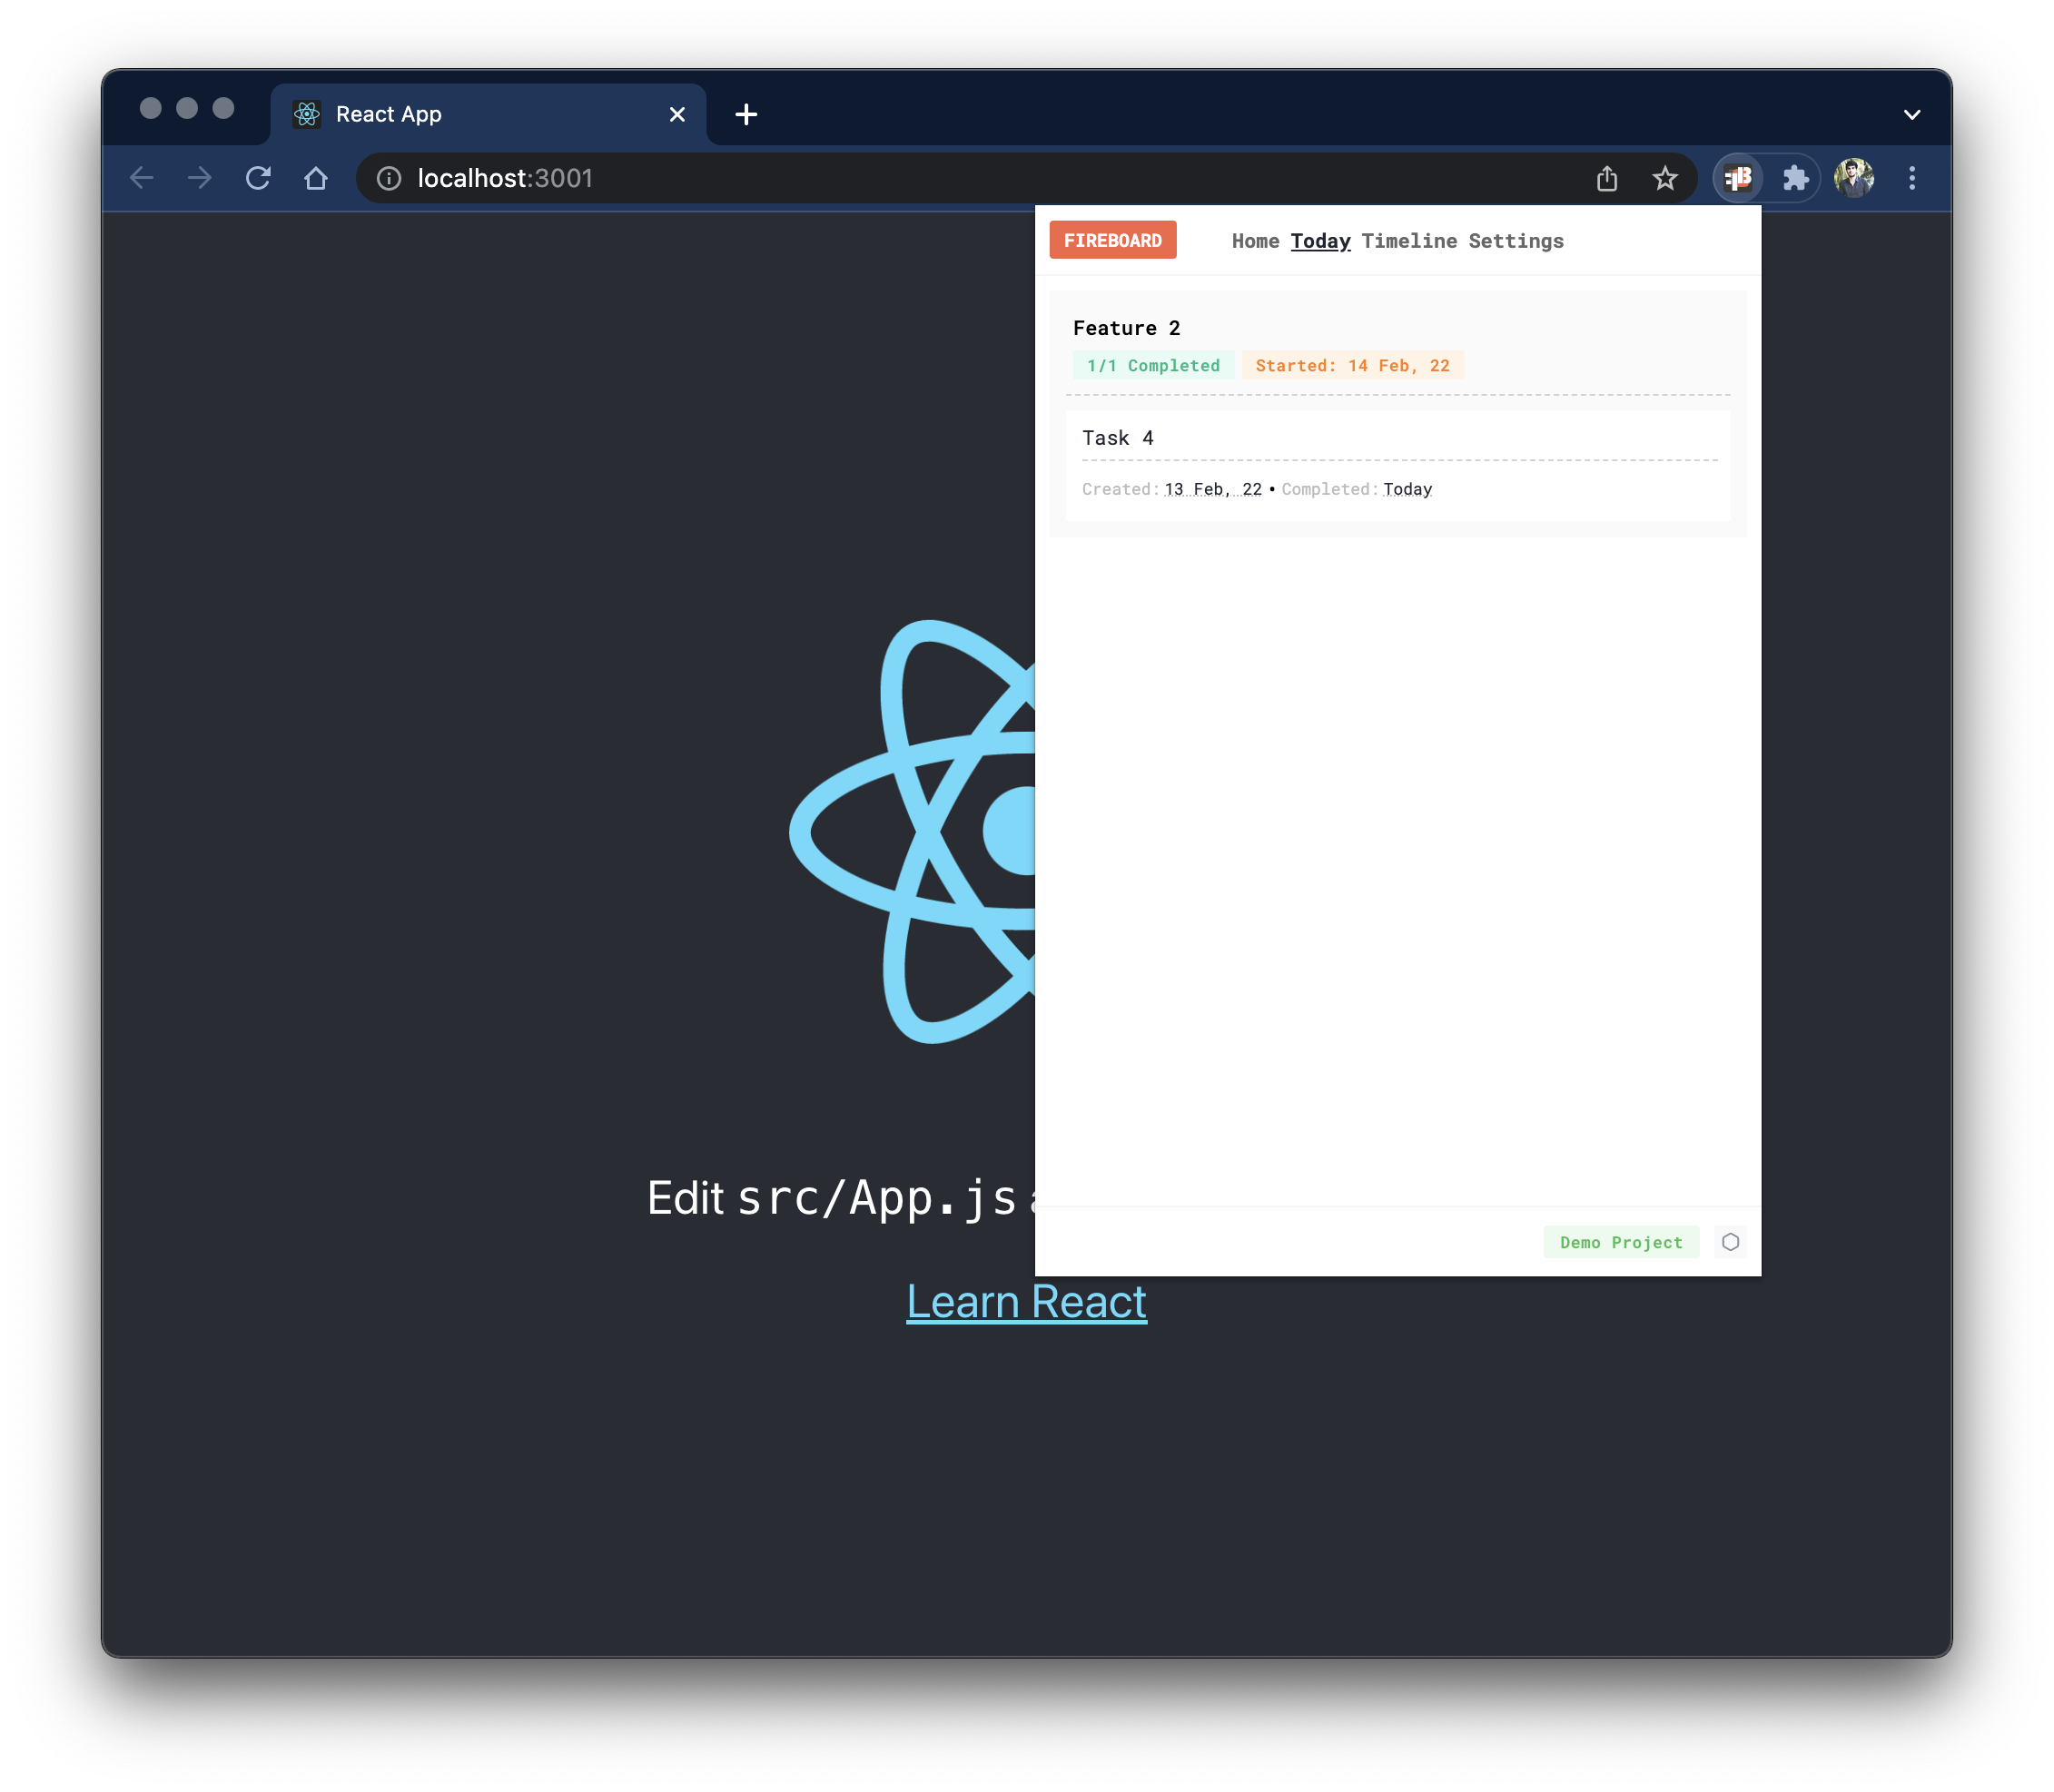 React App
localhost:3001
FIREBOARD Home Today Timeline Settings
Feature 2
1/1 Completed Started: 14 Feb, 22
Task 4
Created: 13 Feb, 22 • Completed: Today
Edit src/App.js
Demo Project
Learn React